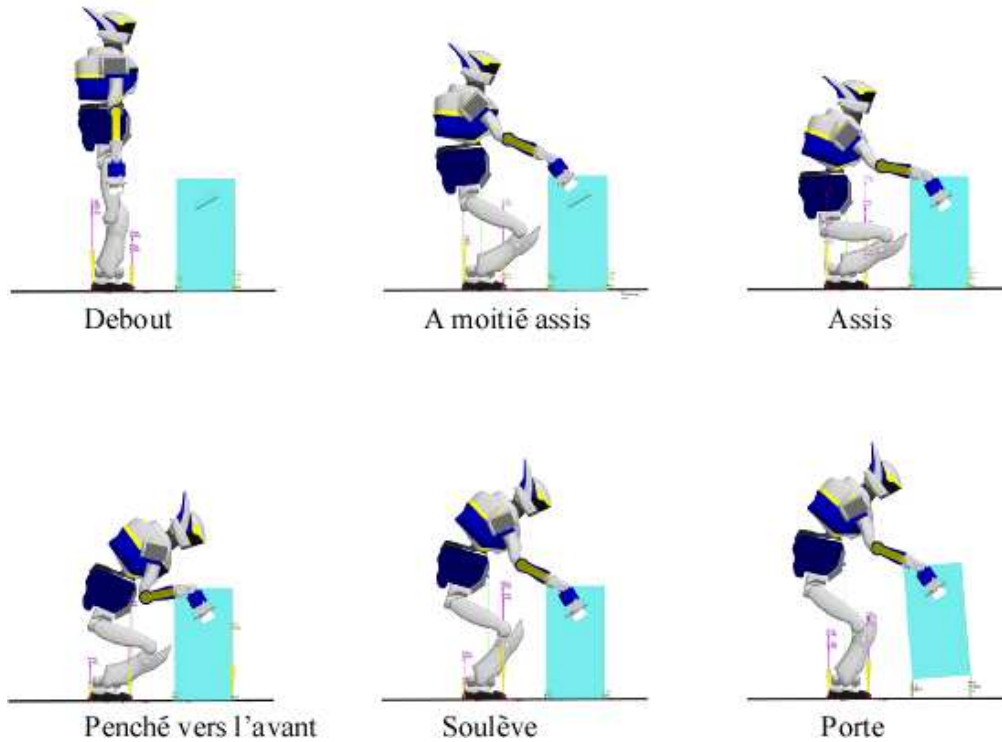 Debout
A moitié assis
Assis
Penché vers l'avant
Soulève
Porte